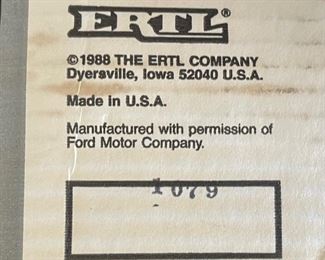 ERTL®
©1988 THE ERTL COMPANY
Dyersville, Iowa 52040 U.S.A.
Made in U.S.A.
Manufactured with permission of
Ford Motor Company.
1079